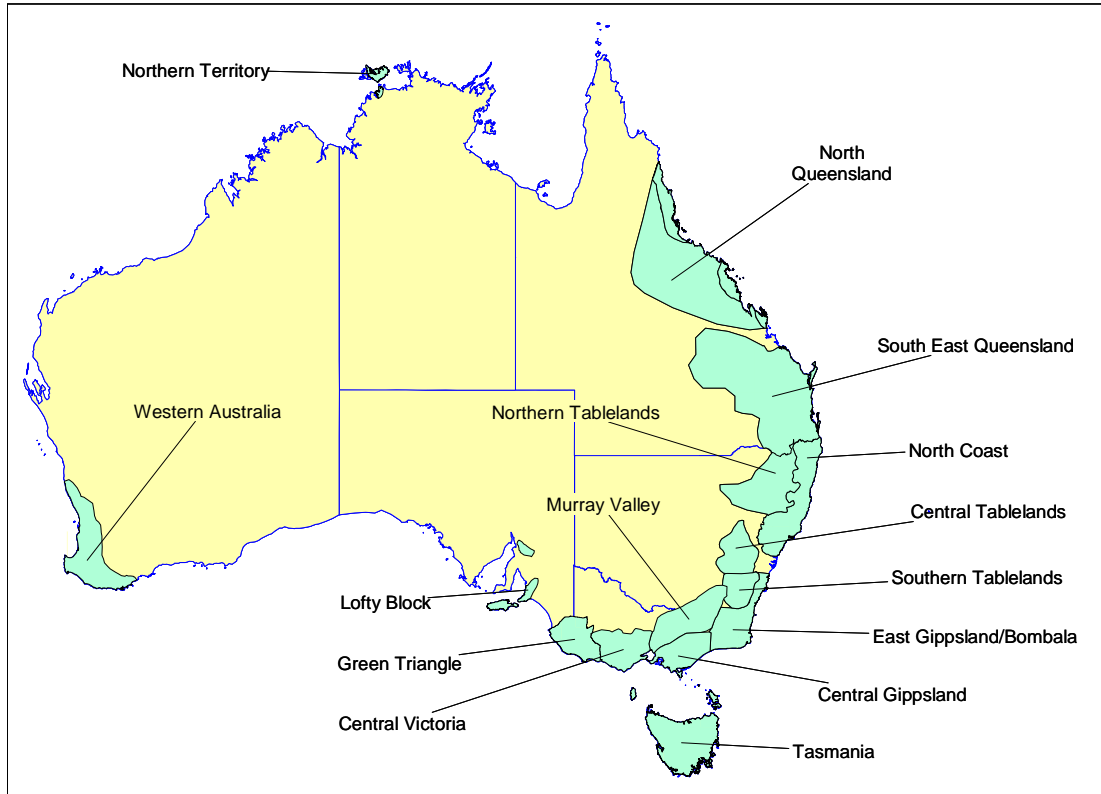 Northern Territory
North
Queensland
South East Queensland
Western Australia
Northern Tablelands
North Coast
Murray Valley
Central Tablelands
Southern Tablelands
Lofty Block
East Gippsland/Bombala
Green Triangle
Central Gippsland
Central Victoria
Tasmania